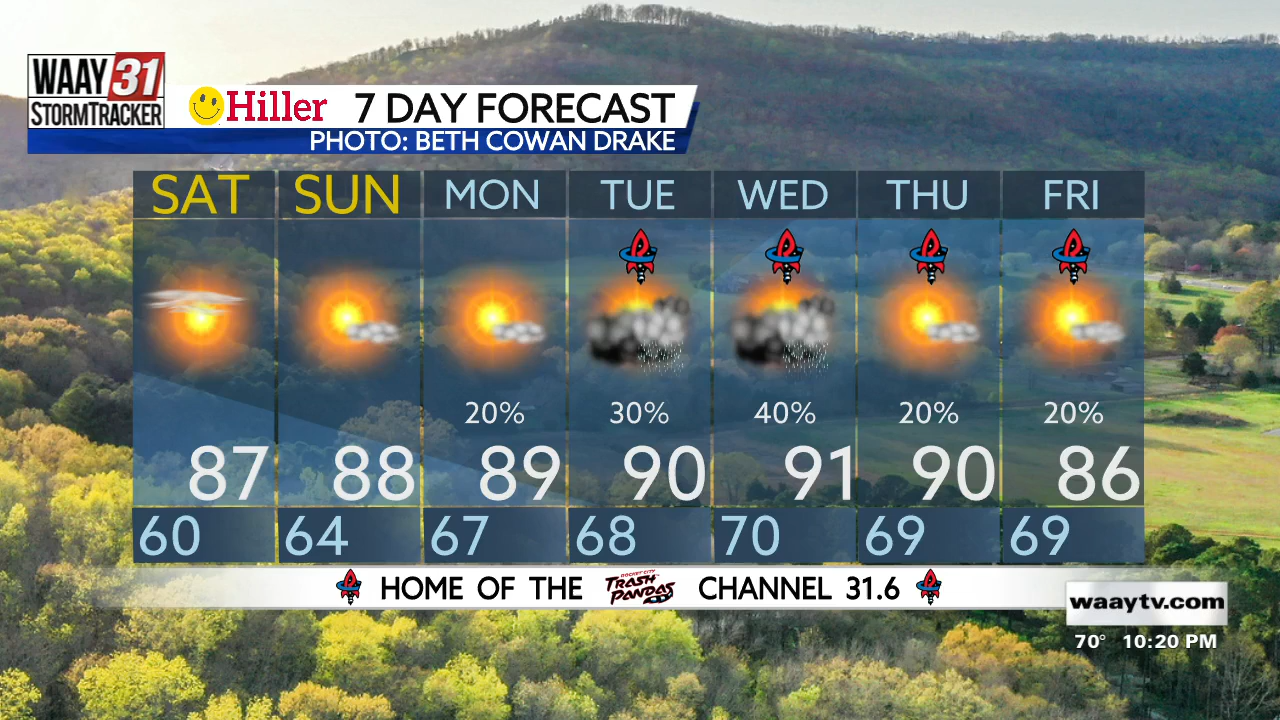 WAAY 31
STORMTRACKER
Hiller 7 DAY FORECAST
PHOTO: BETH COWAN DRAKE
SAT SUN MON TUE WED THU FRI
20% 30% 40% 20% 20%
87 88 89 90 91 90 86
60 64 67 68 70 69 69
HOME OF THE ROCKET CITY TRASH PANDAS CHANNEL 31.6
waaytv.com
70° 10:20 PM